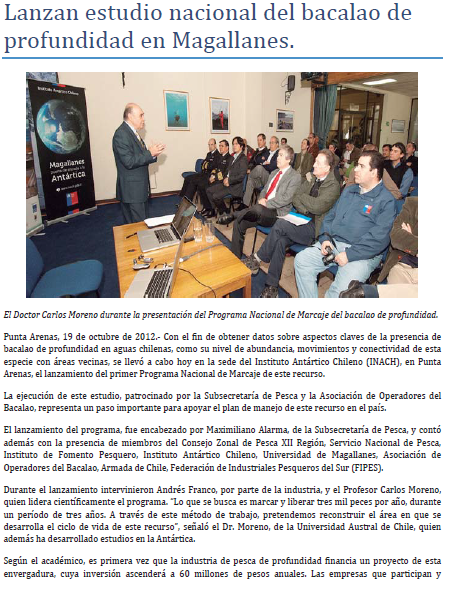 Lanzan estudio nacional del bacalao de
profundidad en Magallanes.
Instituto Antártico Chileno
Magallanes
Antártica
El Doctor Carlos Moreno durante la presentación del Programa Nacional de Marcaje del bacalao de profundidad.
Punta Arenas, 19 de octubre de 2012.- Con el fin de obtener datos sobre aspectos claves de la presencia de
bacalao de profundidad en aguas chilenas, como su nivel de abundancia, movimientos y conectividad de esta
especie con áreas vecinas, se llevó a cabo hoy en la sede del Instituto Antártico Chileno (INACH), en Punta
Arenas, el lanzamiento del primer Programa Nacional de Marcaje de este recurso.
La ejecución de este estudio, patrocinado por la Subsecretaría de Pesca y la Asociación de Operadores del
Bacalao, representa un paso importante para apoyar el plan de manejo de este recurso en el país.
El lanzamiento del programa, fue encabezado por Maximiliano Alarma, de la Subsecretaría de Pesca, y contó
además con la presencia de miembros del Consejo Zonal de Pesca XII Región, Servicio Nacional de Pesca,
Instituto de Fomento Pesquero, Instituto Antártico Chileno, Universidad de Magallanes, Asociación de
Operadores del Bacalao, Armada de Chile, Federación de Industriales Pesqueros del Sur (FIPES).
Durante el lanzamiento intervinieron Andrés Franco, por parte de la industria, y el Profesor Carlos Moreno,
quien lidera científicamente el programa. "Lo que se busca es marcar y liberar tres mil peces por año, durante
un período de tres años. A través de este método de trabajo, pretendemos reconstruir el área en que se
desarrolla el ciclo de vida de este recurso", señaló el Dr. Moreno, de la Universidad Austral de Chile, quien
además ha desarrollado estudios en la Antártica.
Según el académico, es primera vez que la industria de pesca de profundidad financia un proyecto de esta
envergadura, cuya inversión ascenderá a 60 millones de pesos anuales. Las empresas que participan y